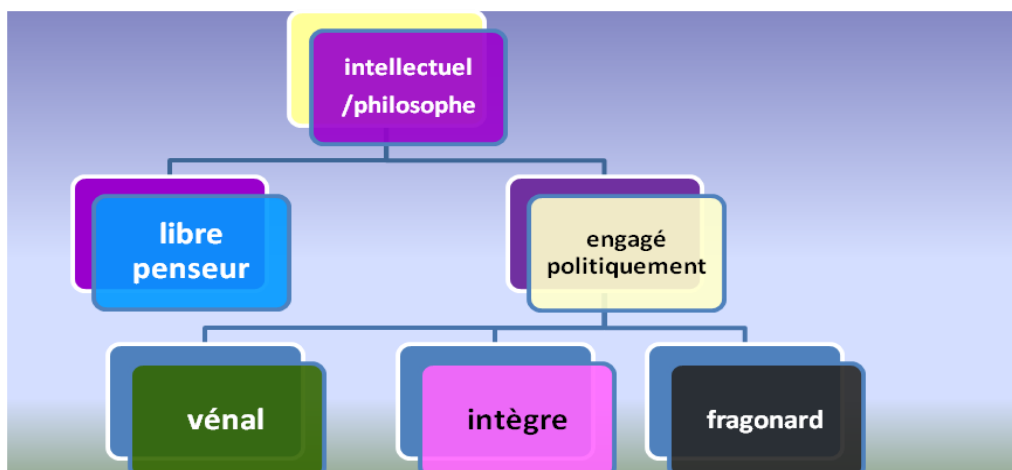 intellectuel
/philosophe
libre
penseur
engagé
politiquement
vénal
intègre
fragonard